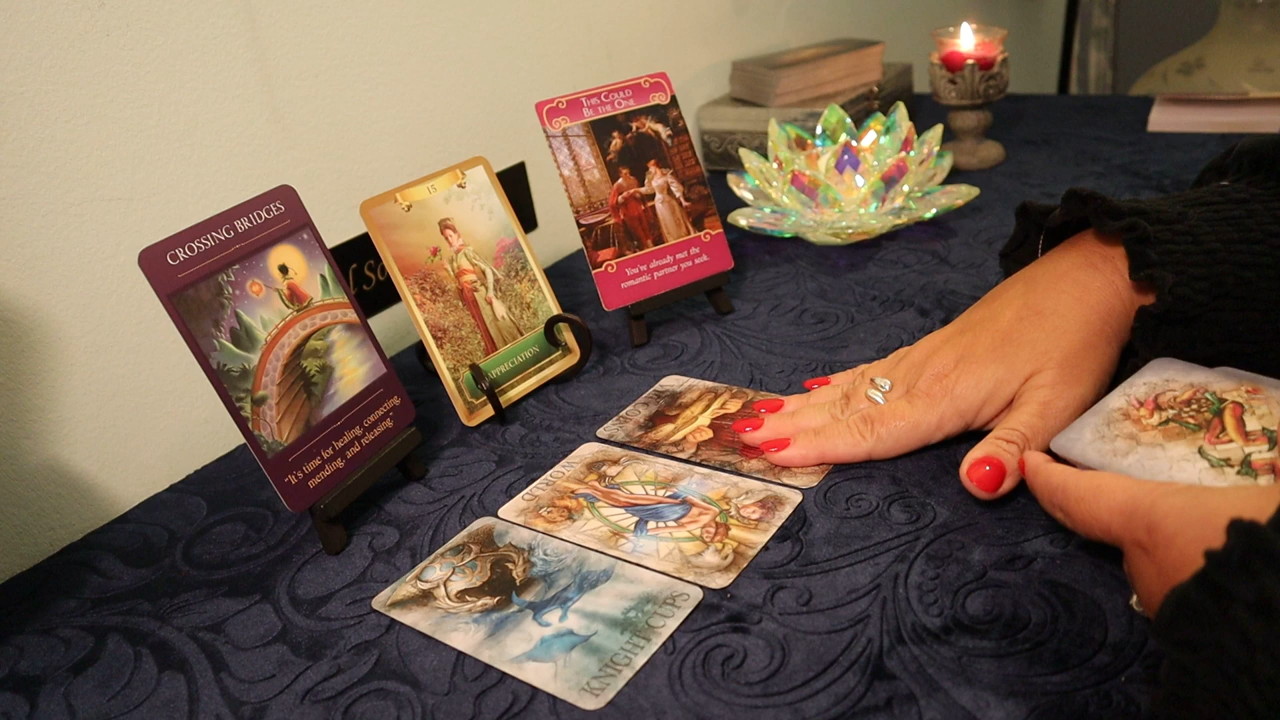 CROSSING BRIDGES
"It's time for healing, connecting,
mending, and releasing."
15
APPRECIATION
THIS COULD
BE THE ONE
You've already met the
romantic partner you seek.
KNIGHT CUPS